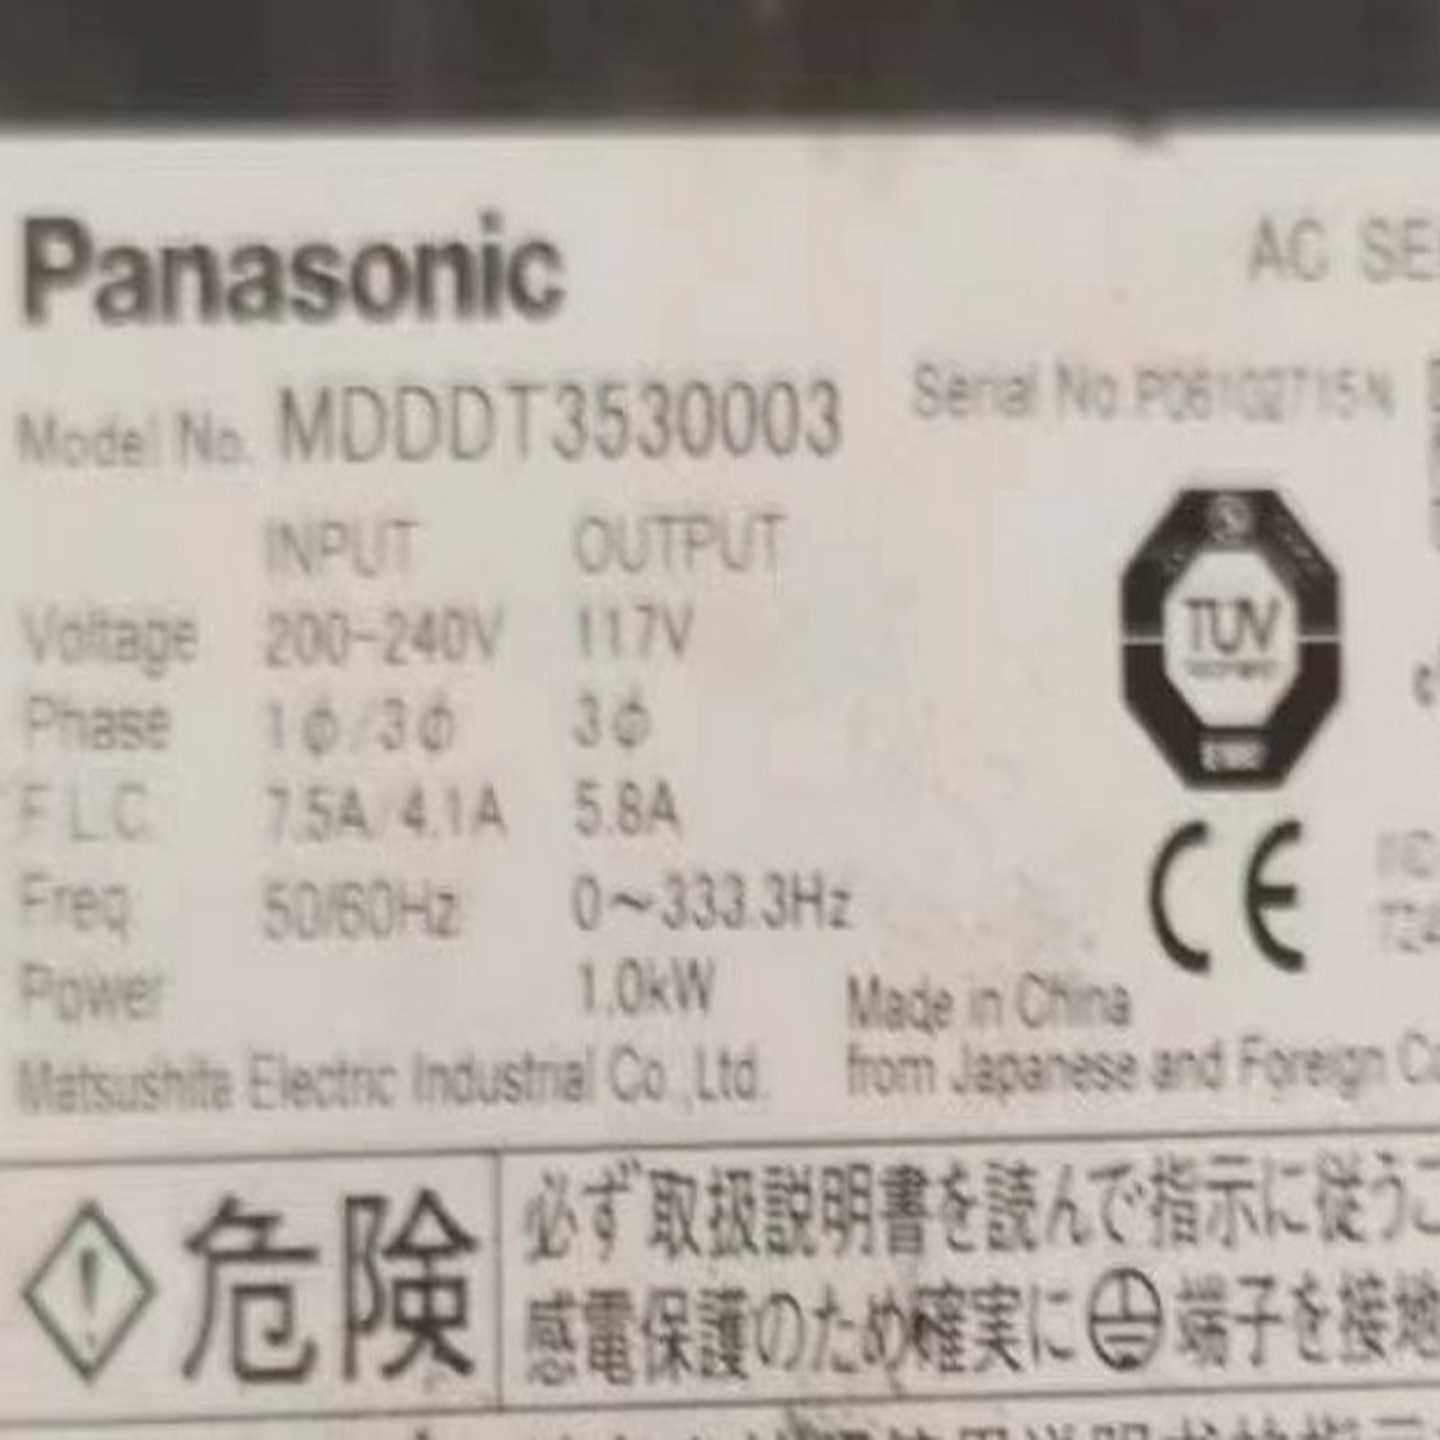 Panasonic
AC SE
Model No. MDDDT3530003
Serial No. P06102715N
INPUT OUTPUT
Voltage 200-240V 117V
Phase 1ϕ/3ϕ 3ϕ
F.L.C. 7.5A/4.1A 5.8A
Freq. 50/60Hz 0~333.3Hz
Power 1.0kW
TÜV
CE
Made in China
Matsushita Electric Industrial Co.,Ltd.
from Japanese and Foreign Co
危険
必ず取扱説明書を読んで指示に従うこ
感電保護のため確実に 端子を接地